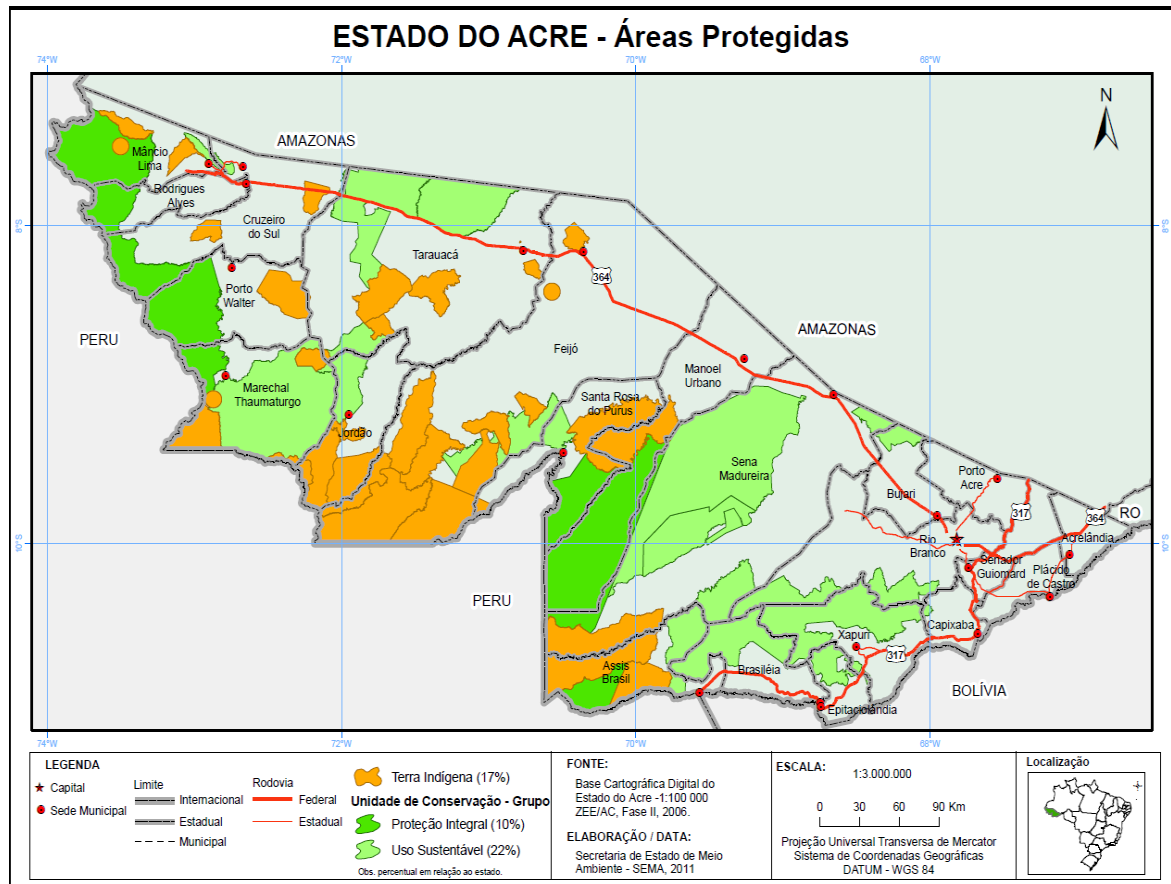 ESTADO DO ACRE - Áreas Protegidas
74°W 72°W 70°W 68°W
N
AMAZONAS
Mâncio
Lima
Rodrigues
Alves
Cruzeiro
do Sul
8°S 8°S
Tarauacá
364
Porto
Walter
PERU
AMAZONAS
Feijó
Manoel
Urbano
Marechal
Thaumaturgo
Santa Rosa
do Purus
Jordão
Sena
Madureira
Porto
Acre
Bujari
317
364
RO
10°S 10°S
Rio
Branco
Acrelândia
Senador
Guiomard
Plácido
de Castro
PERU
Capixaba
Xapuri
317
Assis
Brasil
Brasiléia
BOLÍVIA
Epitaciolândia
74°W 72°W 70°W 68°W
LEGENDA
Capital
Sede Municipal
Limite
Internacional
Estadual
Municipal
Rodovia
Federal
Estadual
Terra Indígena (17%)
Unidade de Conservação - Grupo
Proteção Integral (10%)
Uso Sustentável (22%)
Obs. percentual em relação ao estado.
FONTE:
Base Cartográfica Digital do
Estado do Acre -1:100 000
ZEE/AC, Fase II, 2006.
ELABORAÇÃO / DATA:
Secretaria de Estado de Meio
Ambiente - SEMA, 2011
ESCALA:
1:3.000.000
0 30 60 90 Km
Projeção Universal Transversa de Mercator
Sistema de Coordenadas Geográficas
DATUM - WGS 84
Localização